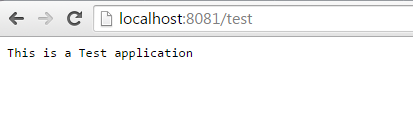 localhost:8081/test
This is a Test application